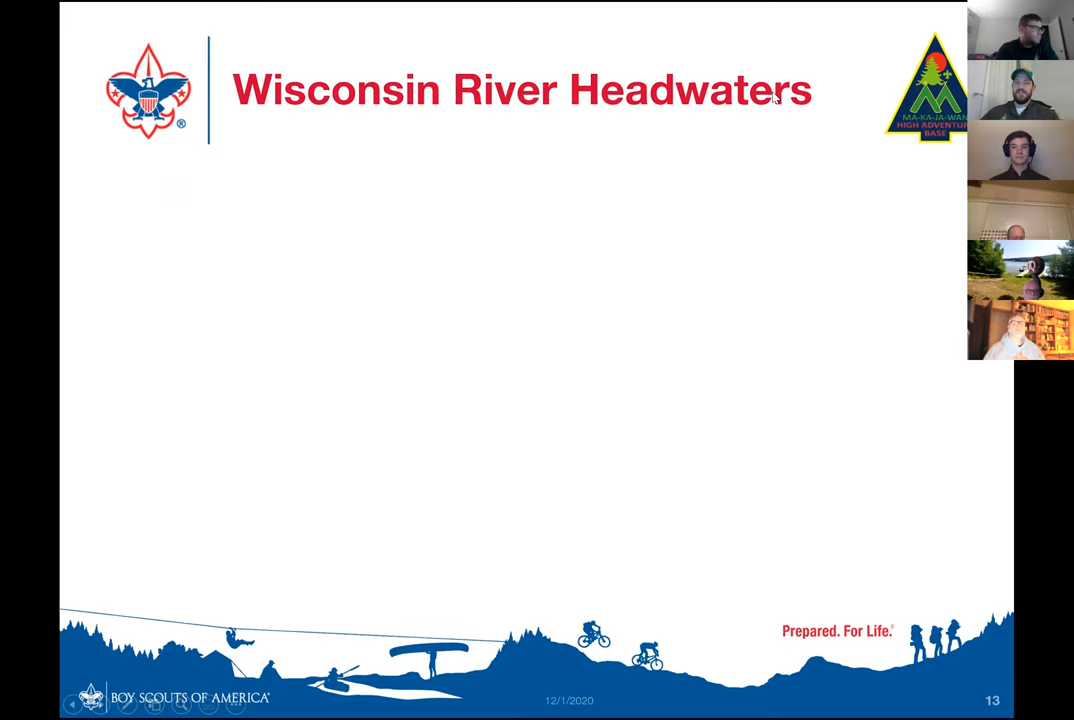 Wisconsin River Headwaters
MA-KA-JA-WAN
HIGH ADVENTUR
BASE
Prepared. For Life.®
BOY SCOUTS OF AMERICA®
12/1/2020
13